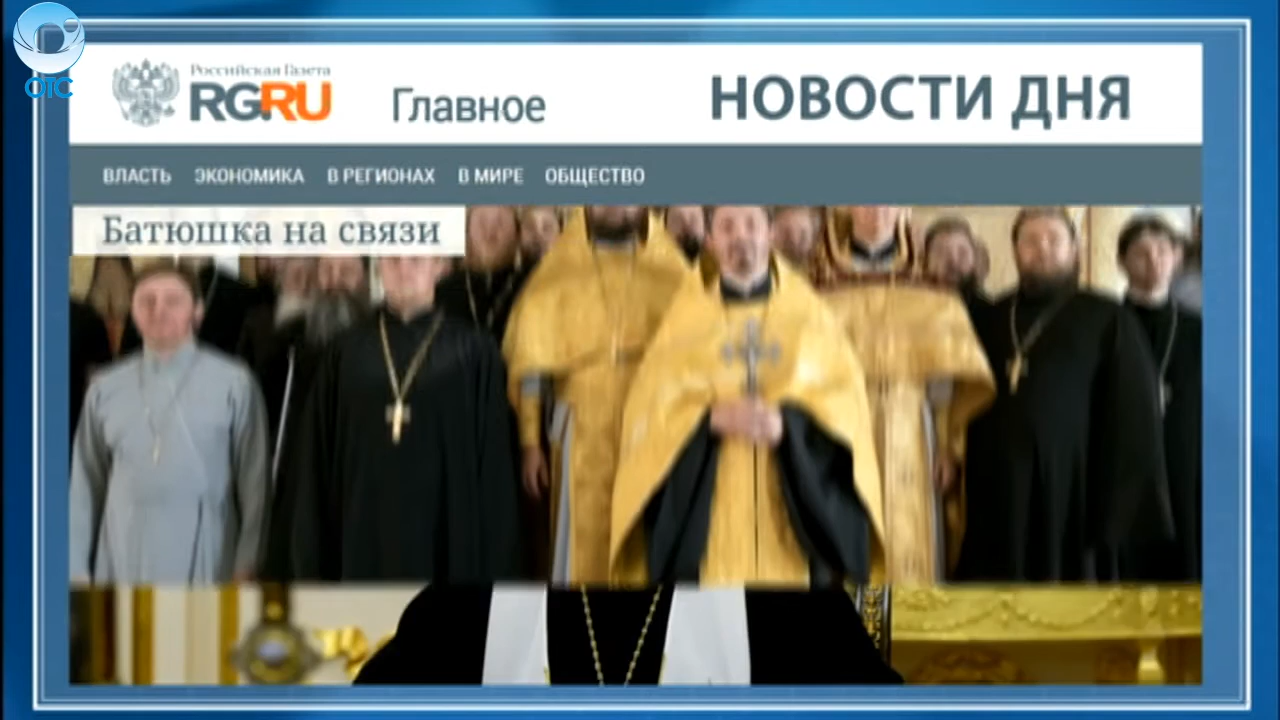 ОТС
Российская Газета
RG.RU
Главное
НОВОСТИ ДНЯ
ВЛАСТЬ ЭКОНОМИКА В РЕГИОНАХ В МИРЕ ОБЩЕСТВО
Батюшка на связи